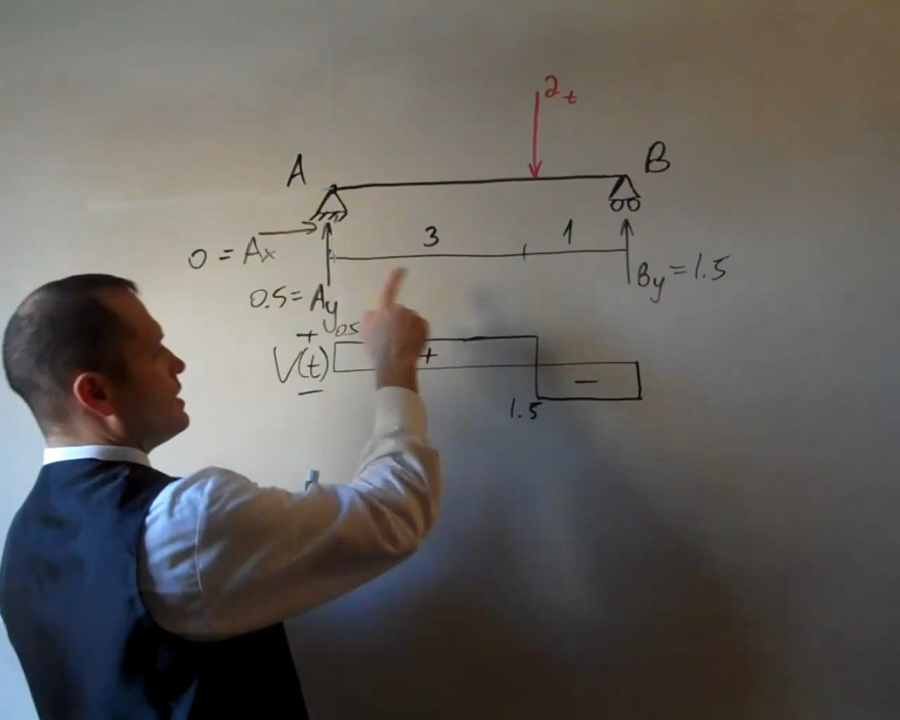 2t
A
B
3
1
0 = Ax
0.5 = Ay
By = 1.5
+
0.5
V(t)
+
−
−
1.5